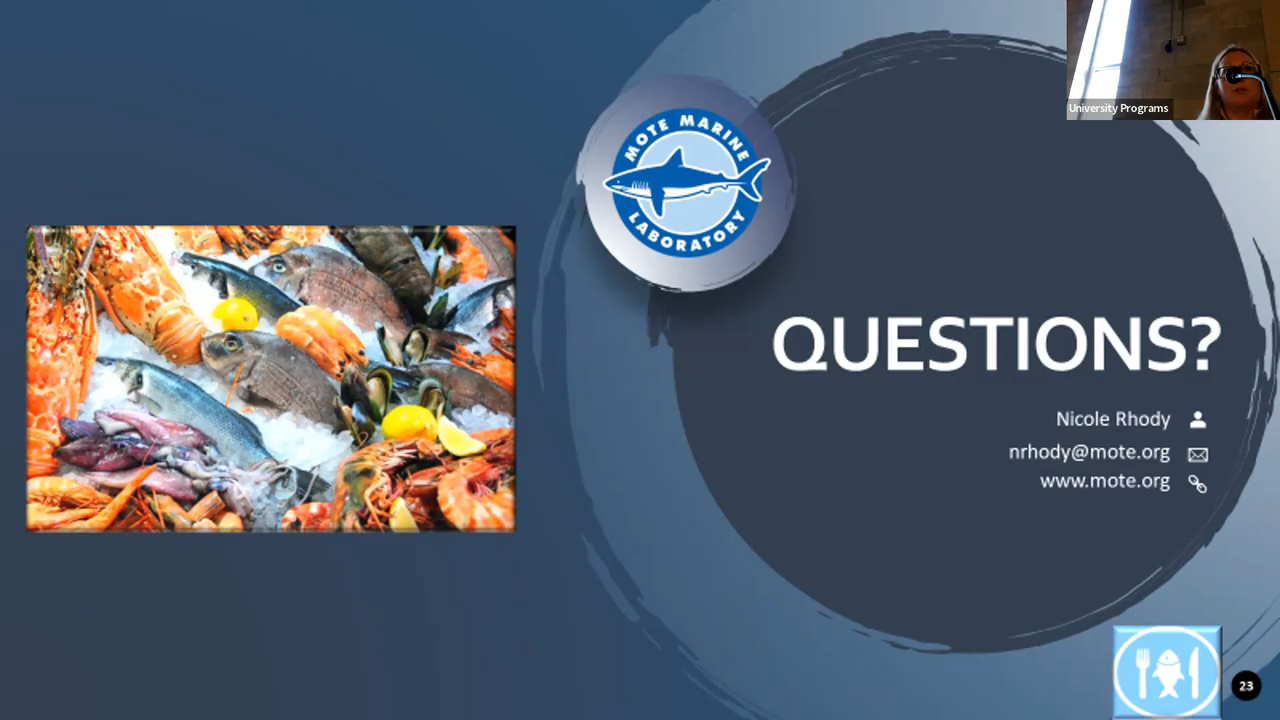 University Programs
MOTE MARINE
LABORATORY
QUESTIONS?
Nicole Rhody
nrhody@mote.org
www.mote.org
23